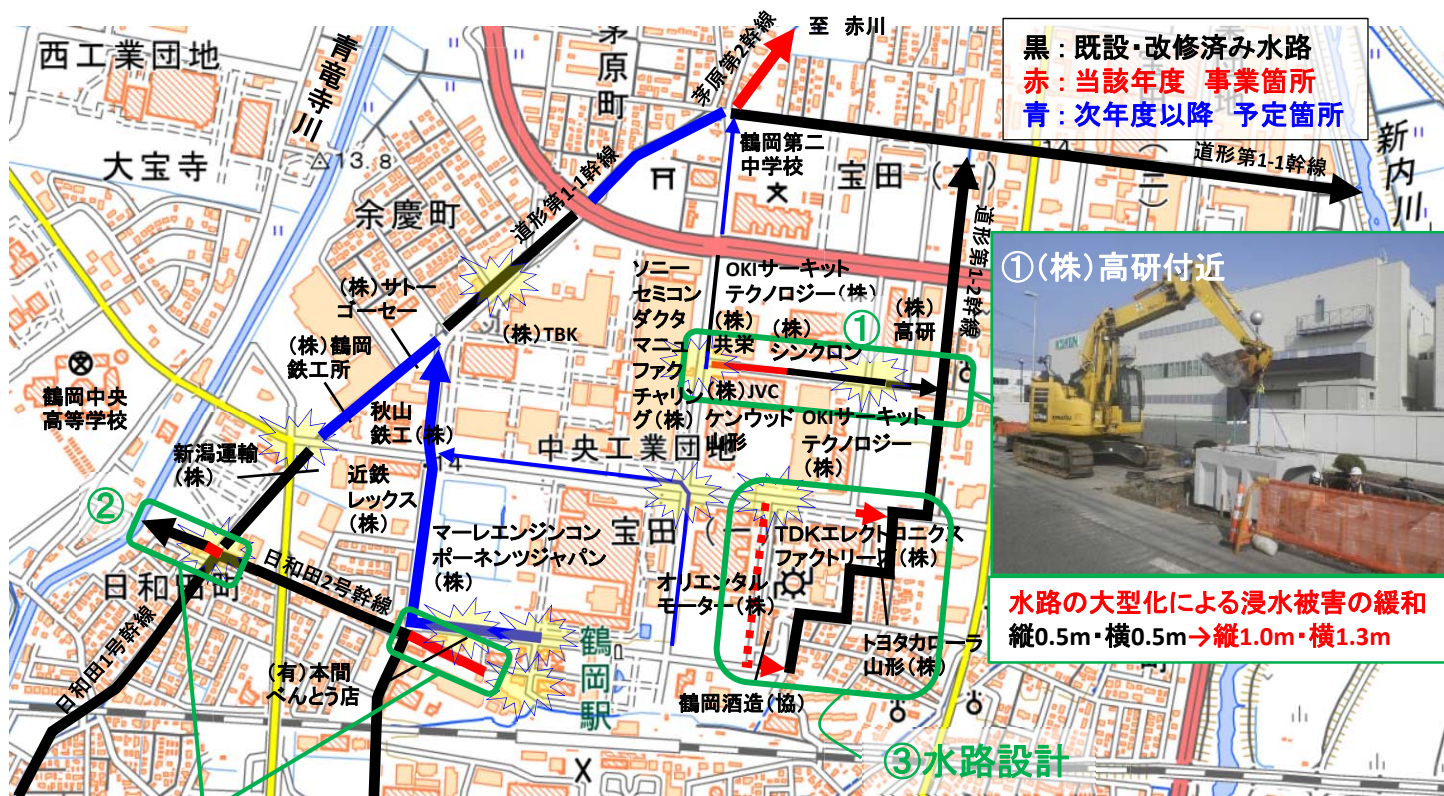 至 赤川
黒：既設・改修済み水路
赤：当該年度 事業箇所
青：次年度以降 予定箇所
西工業団地
青竜寺川
茅原町
茅原第2幹線
新内川
13.8
大宝寺
鶴岡第二
中学校
宝田(二)
14
道形第1-1幹線
余慶町
道形第1-1幹線
道形第1-2幹線
①(株)高研付近
(株)サトー
ゴーセー
(株)TBK
ソニー
セミコン
ダクタ
マニュ
ファク
チャリン
グ(株)
OKIサーキット
テクノロジー(株)
(株)
共栄
(株)
シンクロン
(株)
高研
①
(株)鶴岡
鉄工所
鶴岡中央
高等学校
(株)JVC
ケンウッド
山形
OKIサーキット
テクノロジー
(株)
秋山
鉄工(株)
14
中央工業団地
新潟運輸
(株)
近鉄
レックス
(株)
②
マーレエンジンコン
ポーネンツジャパン
(株)
宝田(一)
TDKエレクトロニクス
ファクトリーズ(株)
日和田町
日和田2号幹線
オリエンタル
モーター(株)
水路の大型化による浸水被害の緩和
縦0.5m・横0.5m→縦1.0m・横1.3m
日和田1号幹線
(有)本間
べんとう店
鶴岡駅
トヨタカローラ
山形(株)
鶴岡酒造(協)
町
③水路設計